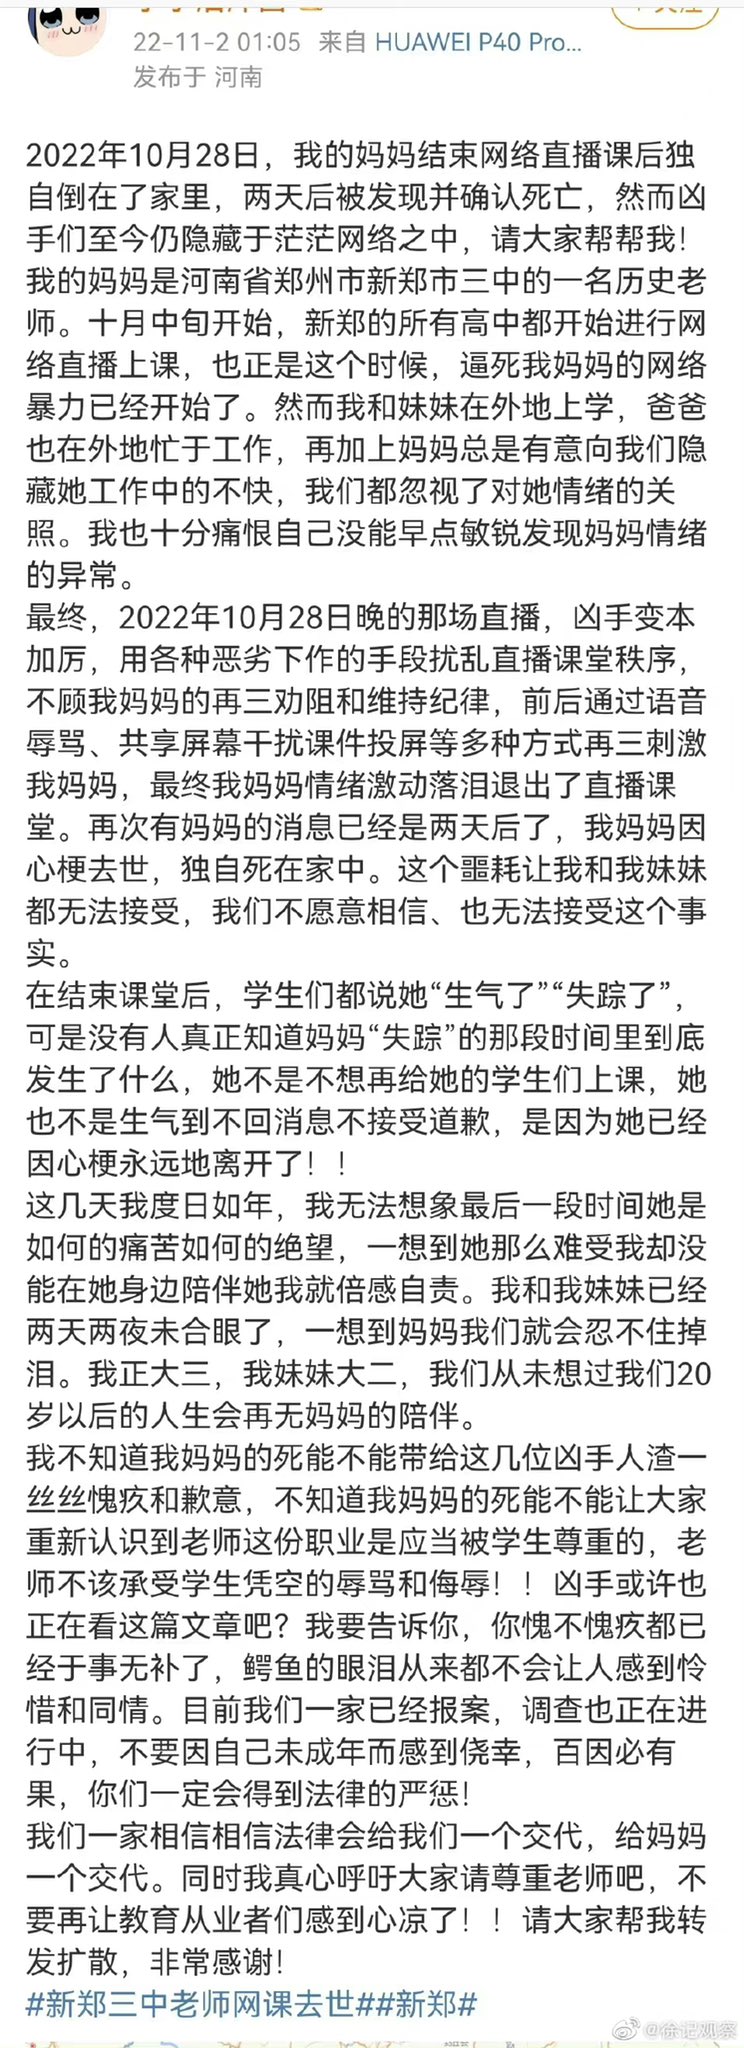 22-11-2 01:05 来自 HUAWEI P40 Pro...
发布于 河南
2022年10月28日，我的妈妈结束网络直播课后独
自倒在了家里，两天后被发现并确认死亡，然而凶
手们至今仍隐藏于茫茫网络之中，请大家帮帮我！
我的妈妈是河南省郑州市新郑市三中的一名历史老
师。十月中旬开始，新郑的所有高中都开始进行网
络直播上课，也正是这个时候，逼死我妈妈的网络
暴力已经开始了。然而我和妹妹在外地上学，爸爸
也在外地忙于工作，再加上妈妈总是有意向我们隐
藏她工作中的不快，我们都忽视了对她情绪的关
照。我也十分痛恨自己没能早点敏锐发现妈妈情绪
的异常。
最终，2022年10月28日晚的那场直播，凶手变本
加厉，用各种恶劣下作的手段扰乱直播课堂秩序，
不顾我妈妈的再三劝阻和维持纪律，前后通过语音
辱骂、共享屏幕干扰课件投屏等多种方式再三刺激
我妈妈，最终我妈妈情绪激动落泪退出了直播课
堂。再次有妈妈的消息已经是两天后了，我妈妈因
心梗去世，独自死在家中。这个噩耗让我和我妹妹
都无法接受，我们不愿意相信、也无法接受这个事
实。
在结束课堂后，学生们都说她“生气了”“失踪了”，
可是没有人真正知道妈妈“失踪”的那段时间里到底
发生了什么，她不是不想再给她的学生们上课，她
也不是生气到不回消息不接受道歉，是因为她已经
因心梗永远地离开了！！
这几天我度日如年，我无法想象最后一段时间她是
如何的痛苦如何的绝望，一想到她那么难受我却没
能在她身边陪伴她我就倍感自责。我和我妹妹已经
两天两夜未合眼了，一想到妈妈我们就会忍不住掉
泪。我正大三，我妹妹大二，我们从未想过我们20
岁以后的人生会再无妈妈的陪伴。
我不知道我妈妈的死能不能带给这几位凶手人渣一
丝丝愧疚和歉意，不知道我妈妈的死能不能让大家
重新认识到老师这份职业是应当被学生尊重的，老
师不该承受学生凭空的辱骂和侮辱！！凶手或许也
正在看这篇文章吧？我要告诉你，你愧不愧疚都已
经于事无补了，鳄鱼的眼泪从来都不会让人感到怜
惜和同情。目前我们一家已经报案，调查也正在进
行中，不要因自己未成年而感到侥幸，百因必有
果，你们一定会得到法律的严惩！
我们一家相信相信法律会给我们一个交代，给妈妈
一个交代。同时我真心呼吁大家请尊重老师吧，不
要再让教育从业者们感到心凉了！！请大家帮我转
发扩散，非常感谢！
#新郑三中老师网课去世##新郑#
@徐记观察